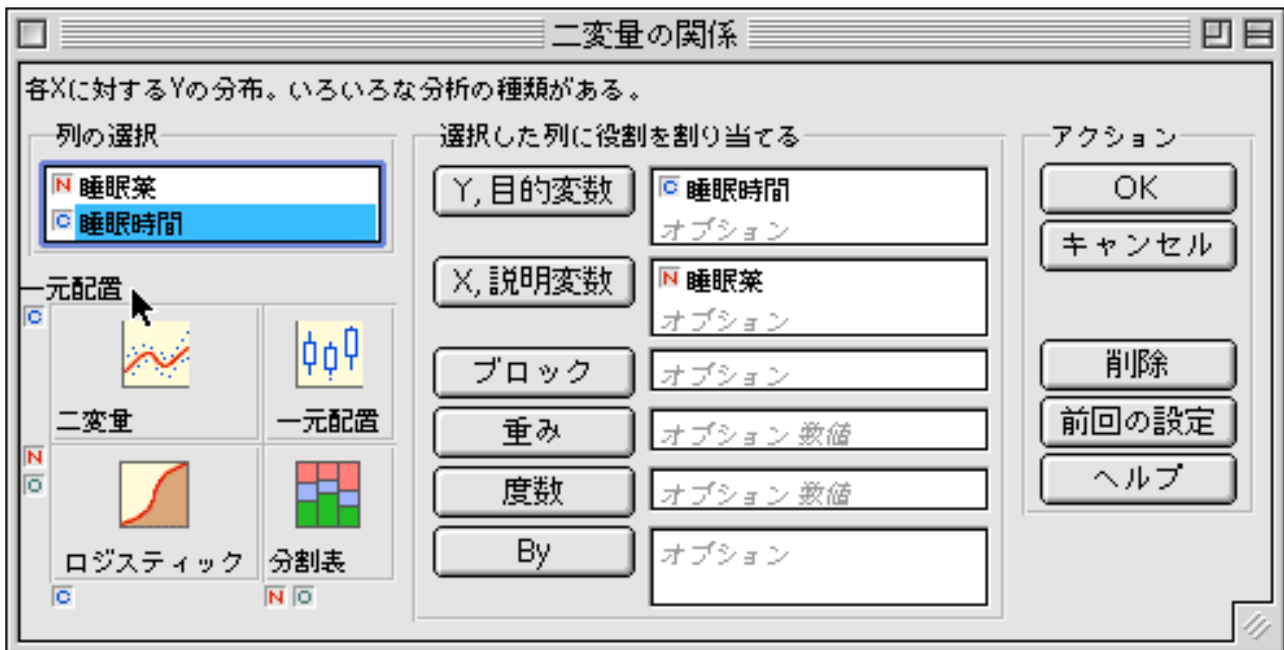 二変量の関係
各Xに対するYの分布。いろいろな分析の種類がある。
列の選択
N 睡眠薬
C 睡眠時間
一元配置
C
二変量
一元配置
N
O
ロジスティック
分割表
C
N O
選択した列に役割を割り当てる
Y, 目的変数
C 睡眠時間
オプション
X, 説明変数
N 睡眠薬
オプション
ブロック
オプション
重み
オプション 数値
度数
オプション 数値
By
オプション
アクション
OK
キャンセル
削除
前回の設定
ヘルプ